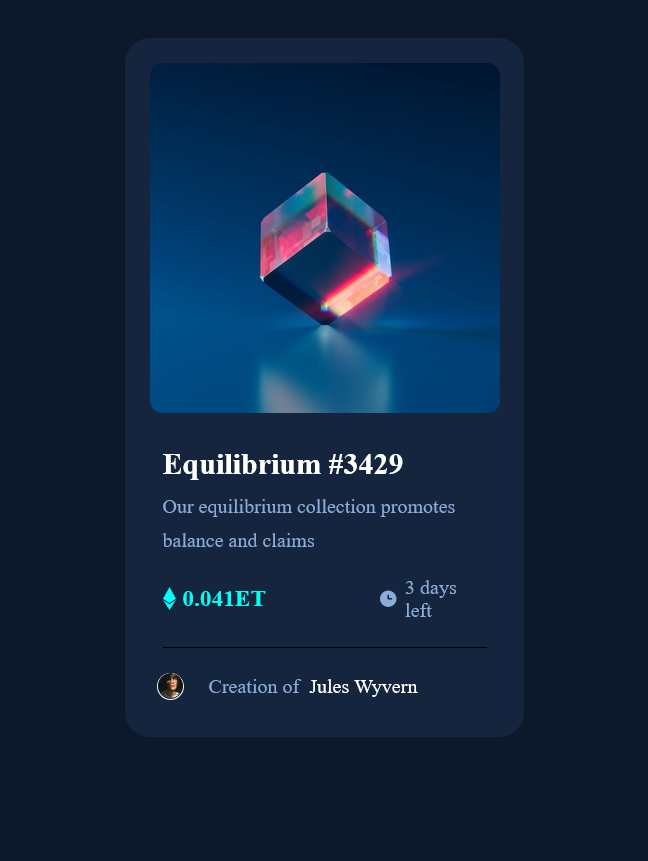 Equilibrium #3429
Our equilibrium collection promotes
balance and claims
0.041ET
3 days
left
Creation of Jules Wyvern